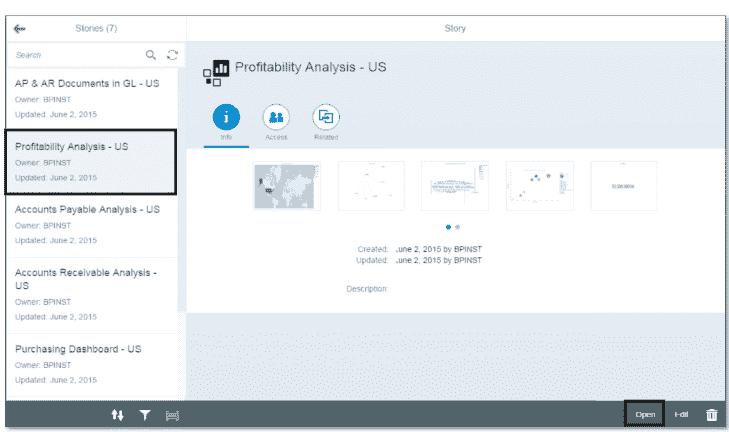 Stories (7)
Story
Search
AP & AR Documents in GL - US
Owner: BPINST
Updated: June 2, 2015
Profitability Analysis - US
Owner: BPINST
Updated: June 2, 2015
Accounts Payable Analysis - US
Owner: BPINST
Updated: June 2, 2015
Accounts Receivable Analysis -
US
Owner: BPINST
Updated: June 2, 2015
Purchasing Dashboard - US
Owner: BPINST
Updated: June 2, 2015
Profitability Analysis - US
Info
Access
Related
Created: June 2, 2015 by BPINST
Updated: June 2, 2015 by BPINST
Description:
Open
Edit